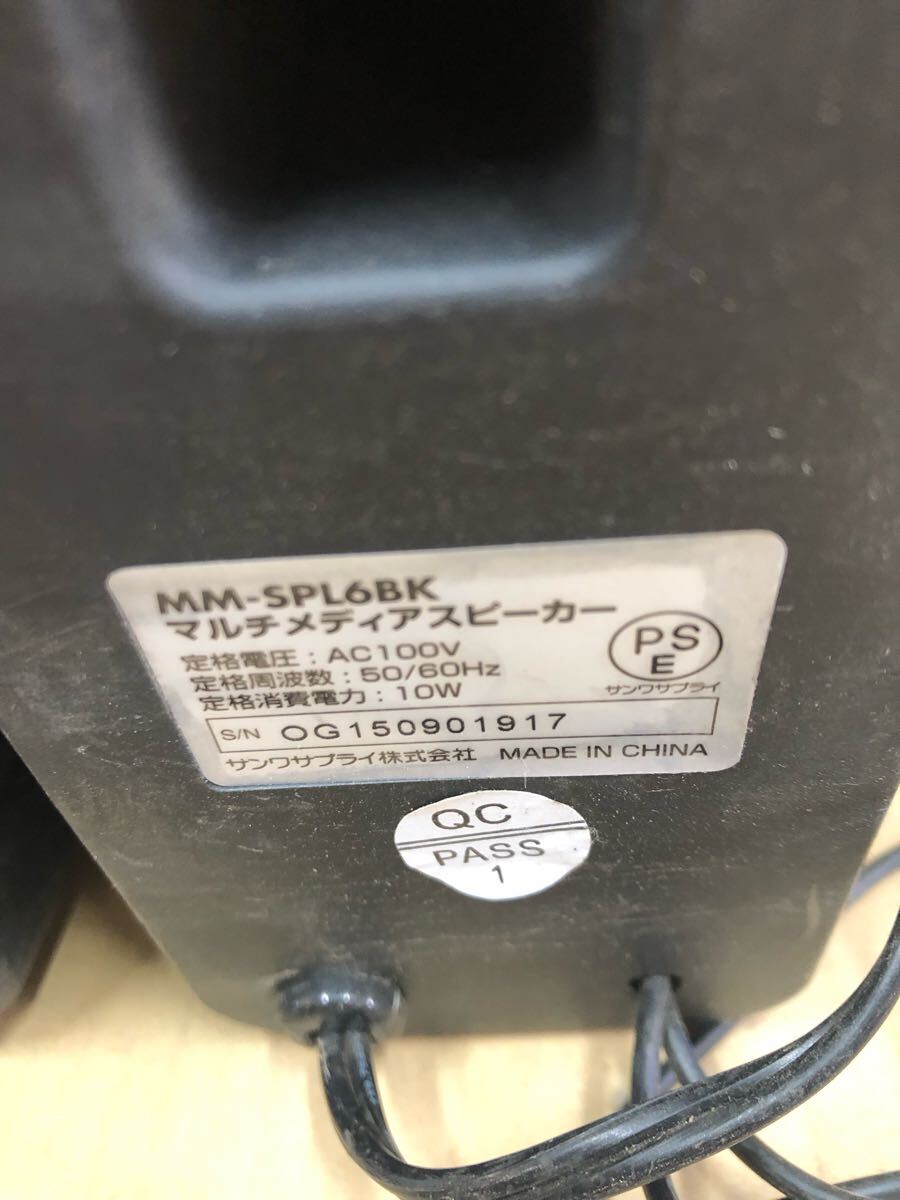 MM-SPL6BK
マルチメディアスピーカー
定格電圧：AC100V
定格周波数：50/60Hz
定格消費電力：10W
PS
E
サンワサプライ
S/N OG150901917
サンワサプライ株式会社 MADE IN CHINA
QC
PASS
1